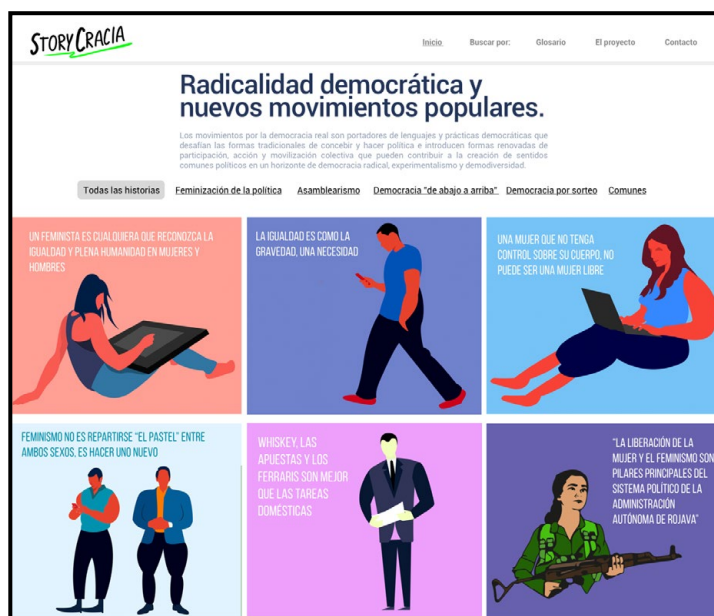 STORYCRACIA
Inicio
Buscar por:
Glosario
El proyecto
Contacto
Radicalidad democrática y
nuevos movimientos populares.
Los movimientos por la democracia real son portadores de lenguajes y prácticas democráticas que
desafían las formas tradicionales de concebir y hacer política e introducen formas renovadas de
participación, acción y movilización colectiva que pueden contribuir a la creación de sentidos
comunes políticos en un horizonte de democracia radical, experimentalismo y demodiversidad.
Todas las historias
Feminización de la política
Asamblearismo
Democracia "de abajo a arriba"
Democracia por sorteo
Comunes
UN FEMINISTA ES CUALQUIERA QUE RECONOZCA LA
IGUALDAD Y PLENA HUMANIDAD EN MUJERES Y
HOMBRES
LA IGUALDAD ES COMO LA
GRAVEDAD, UNA NECESIDAD
UNA MUJER QUE NO TENGA
CONTROL SOBRE SU CUERPO, NO
PUEDE SER UNA MUJER LIBRE
FEMINISMO NO ES REPARTIRSE "EL PASTEL" ENTRE
AMBOS SEXOS, ES HACER UNO NUEVO
WHISKEY, LAS
APUESTAS Y LOS
FERRARIS SON MEJOR
QUE LAS TAREAS
DOMÉSTICAS
"LA LIBERACIÓN DE LA
MUJER Y EL FEMINISMO SON
PILARES PRINCIPALES DEL
SISTEMA POLÍTICO DE LA
ADMINISTRACIÓN
AUTÓNOMA DE ROJAVA"